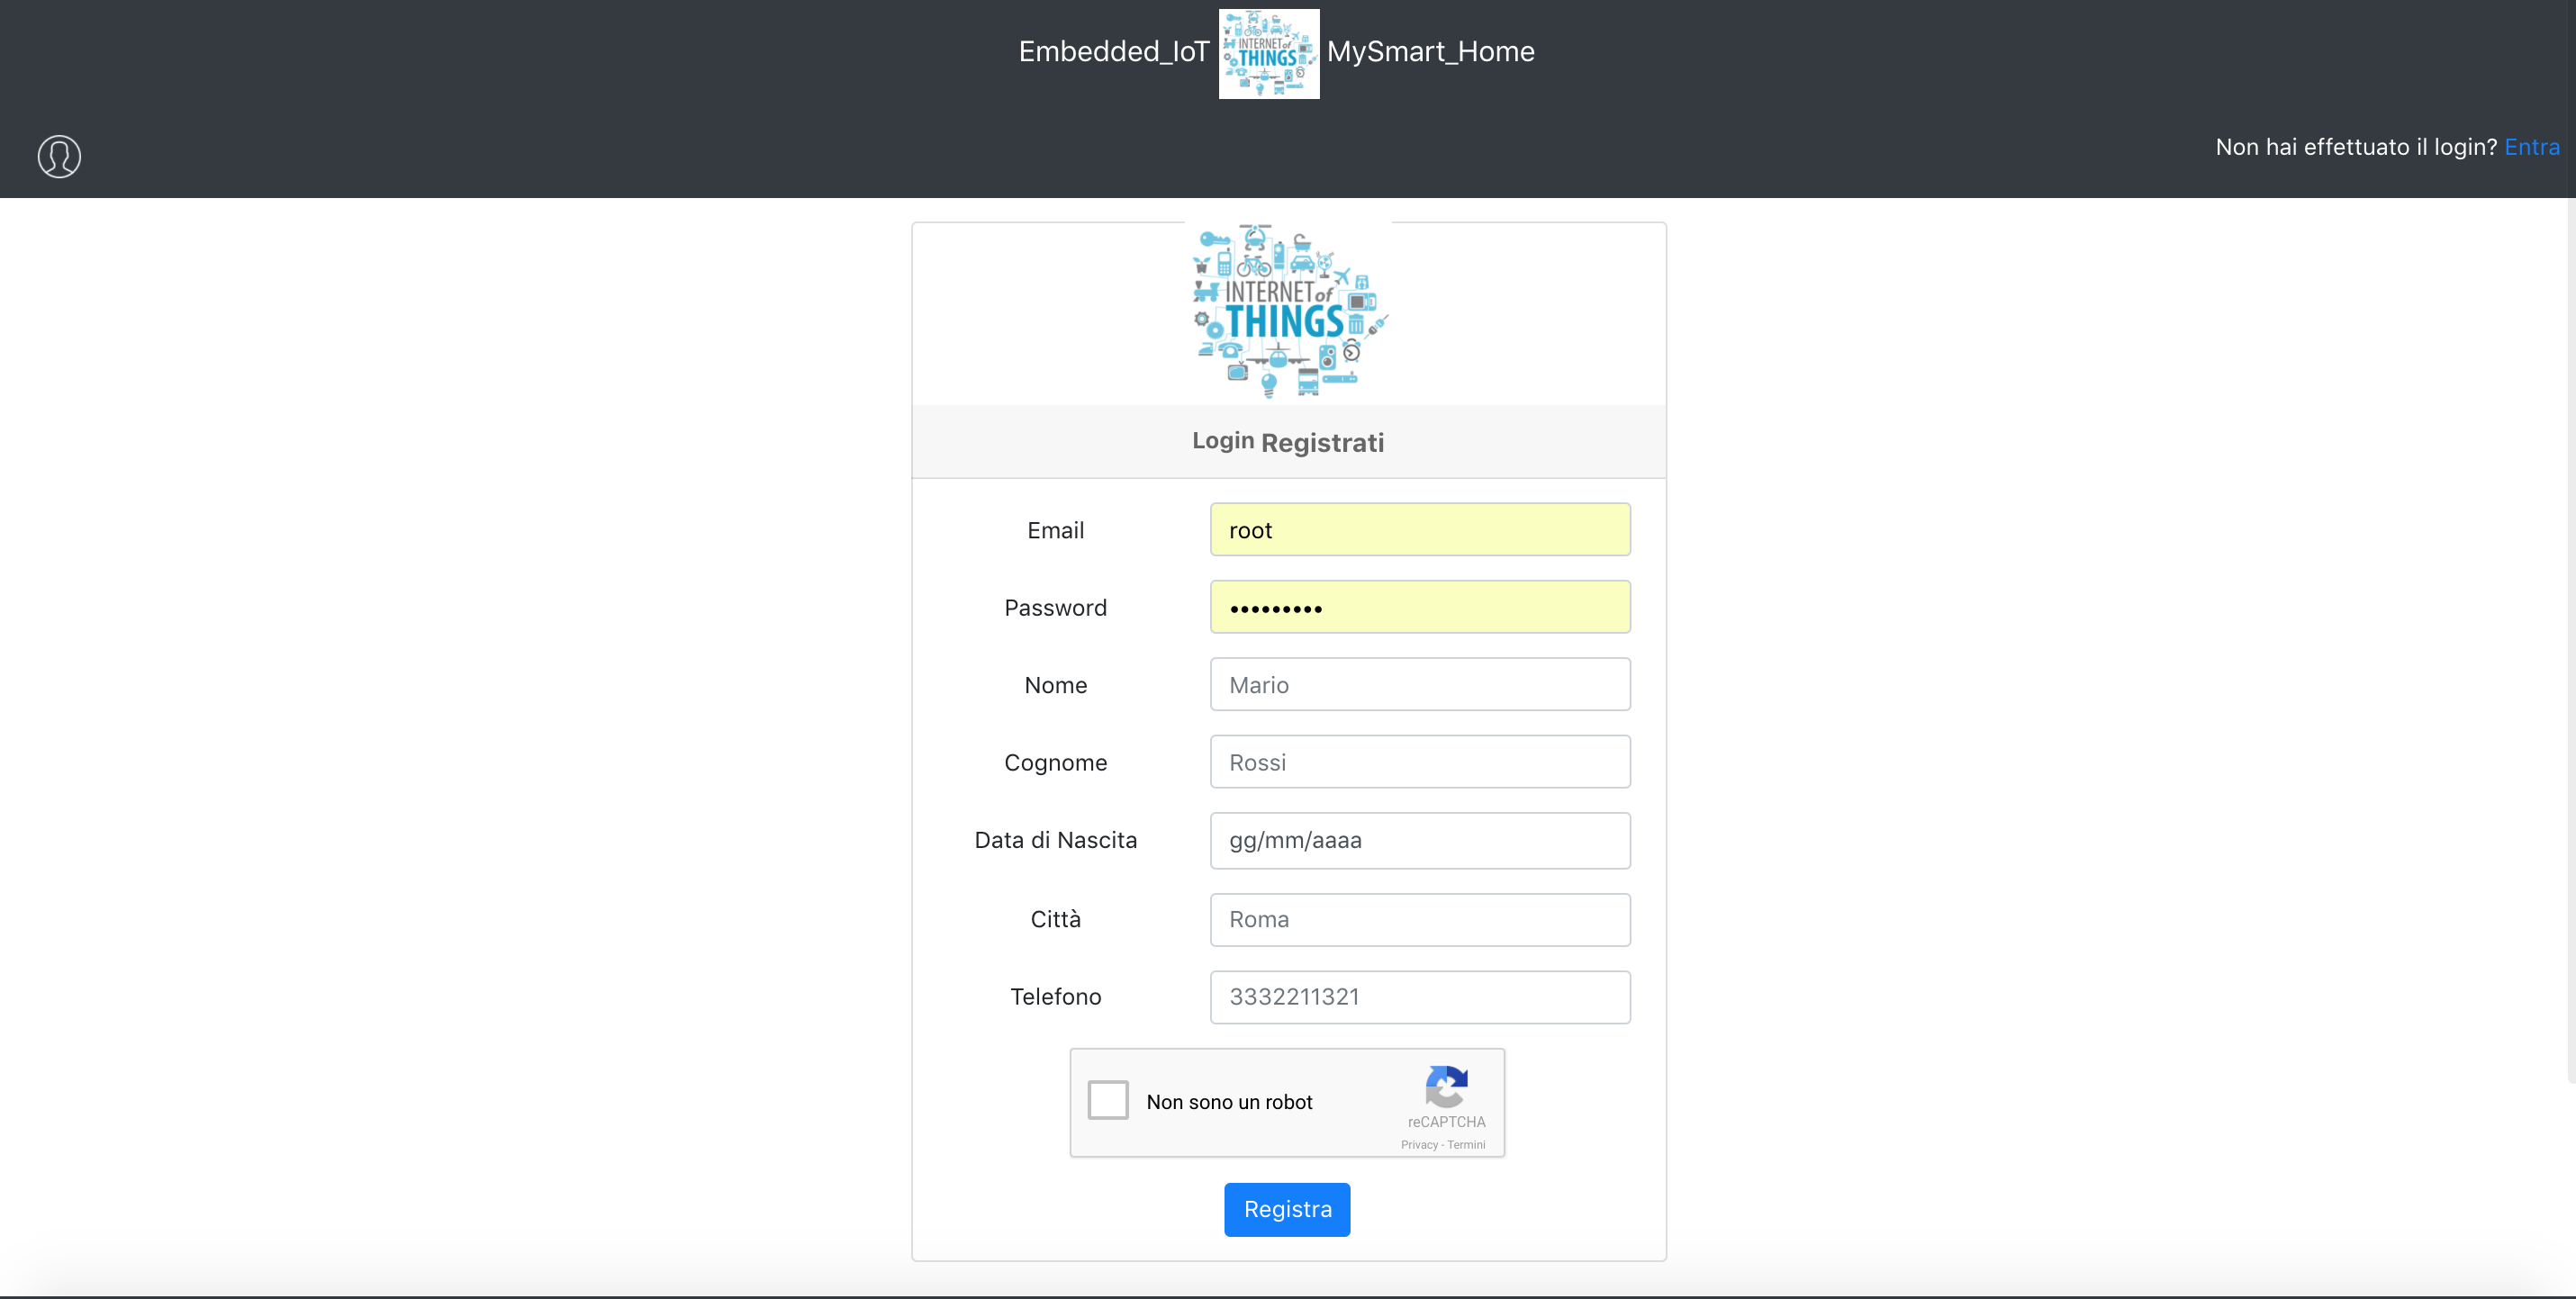 Embedded_IoT INTERNET of THINGS MySmart_Home
Non hai effettuato il login? Entra
INTERNET of
THINGS
Login Registrati
Email root
Password •••••••••
Nome Mario
Cognome Rossi
Data di Nascita gg/mm/aaaa
Città Roma
Telefono 3332211321
Non sono un robot
reCAPTCHA
Privacy - Termini
Registra